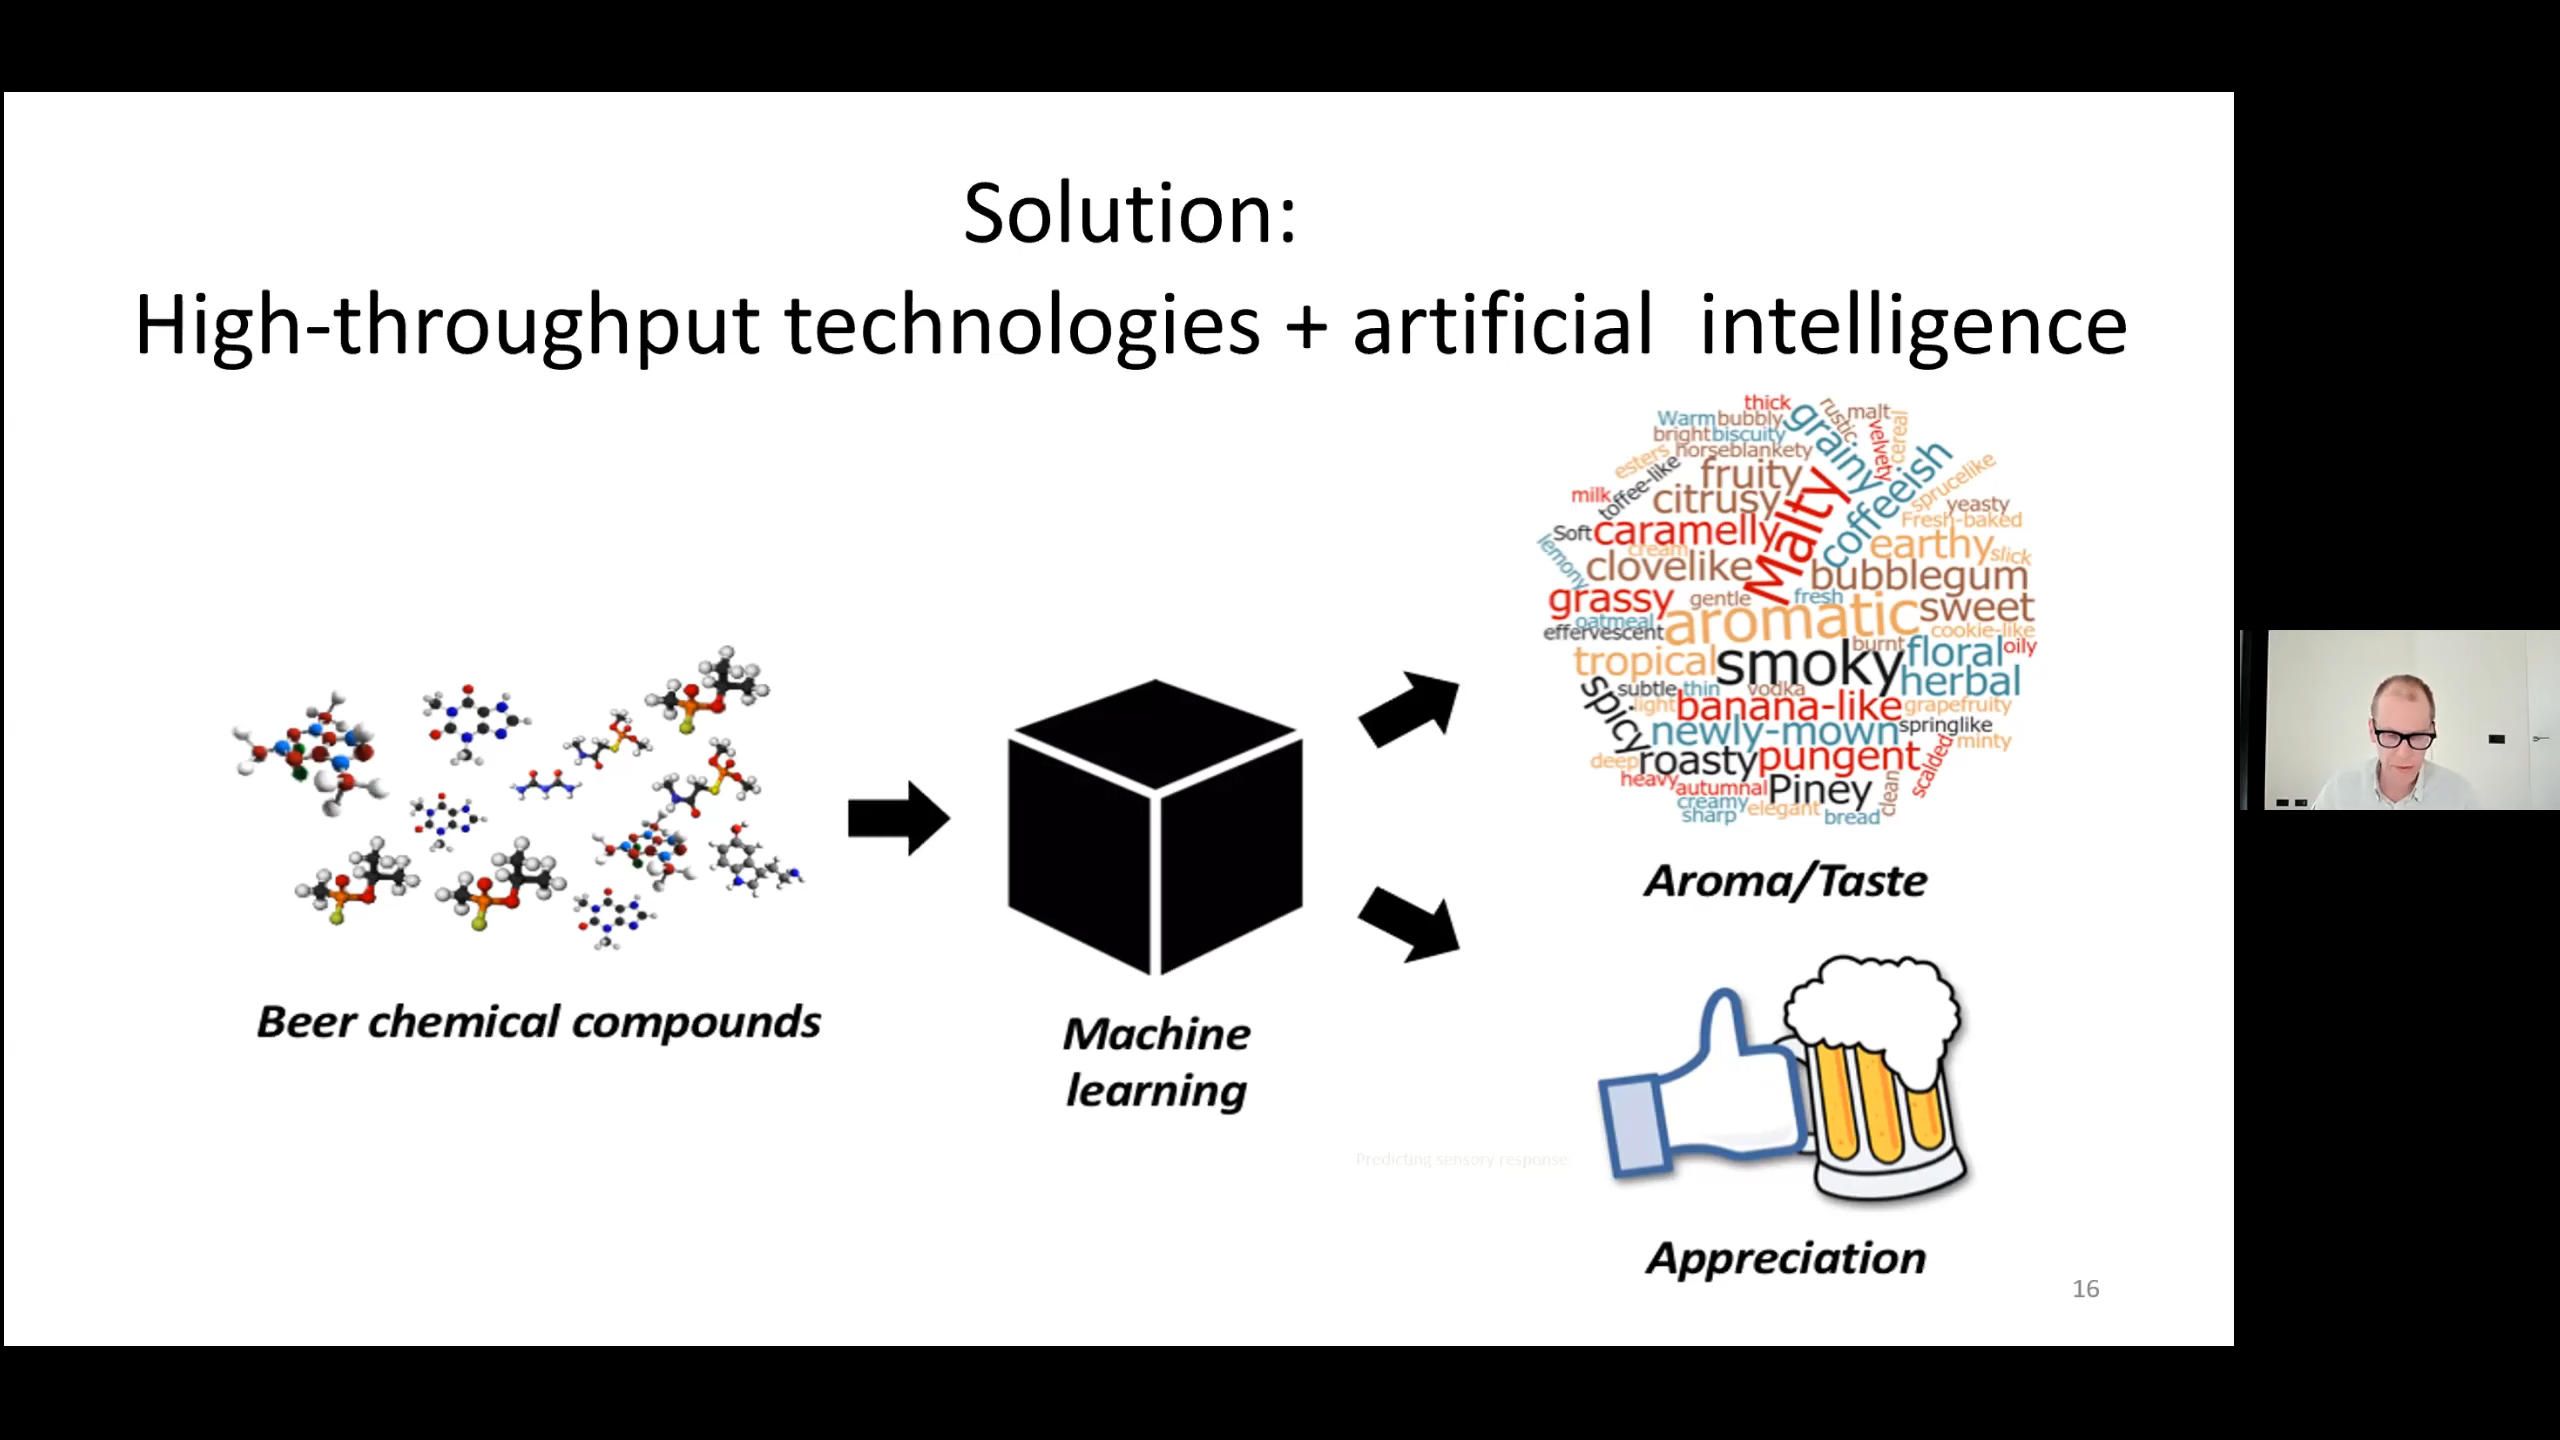 Solution:
High-throughput technologies + artificial intelligence
thick
Warm
bubbly
grainy
rustic
malt
velvety
cereal
bright
biscuity
esters
horseblankety
toffee-like
fruity
citrusy
Malty
coffeeish
sprucelike
milk
yeasty
Fresh-baked
Soft
caramelly
cream
earthy
slick
lemony
clovelike
bubblegum
grassy
gentle
fresh
aromatic
sweet
oatmeal
effervescent
cookie-like
burnt
tropical
smoky
floral
oily
herbal
spicy
subtle
thin
vodka
light
banana-like
grapefruity
newly-mown
springlike
scalded
minty
deep
roasty
pungent
heavy
autumnal
Piney
clean
creamy
elegant
sharp
bread
Aroma/Taste
Beer chemical compounds
Machine
learning
Predicting sensory response
Appreciation
16